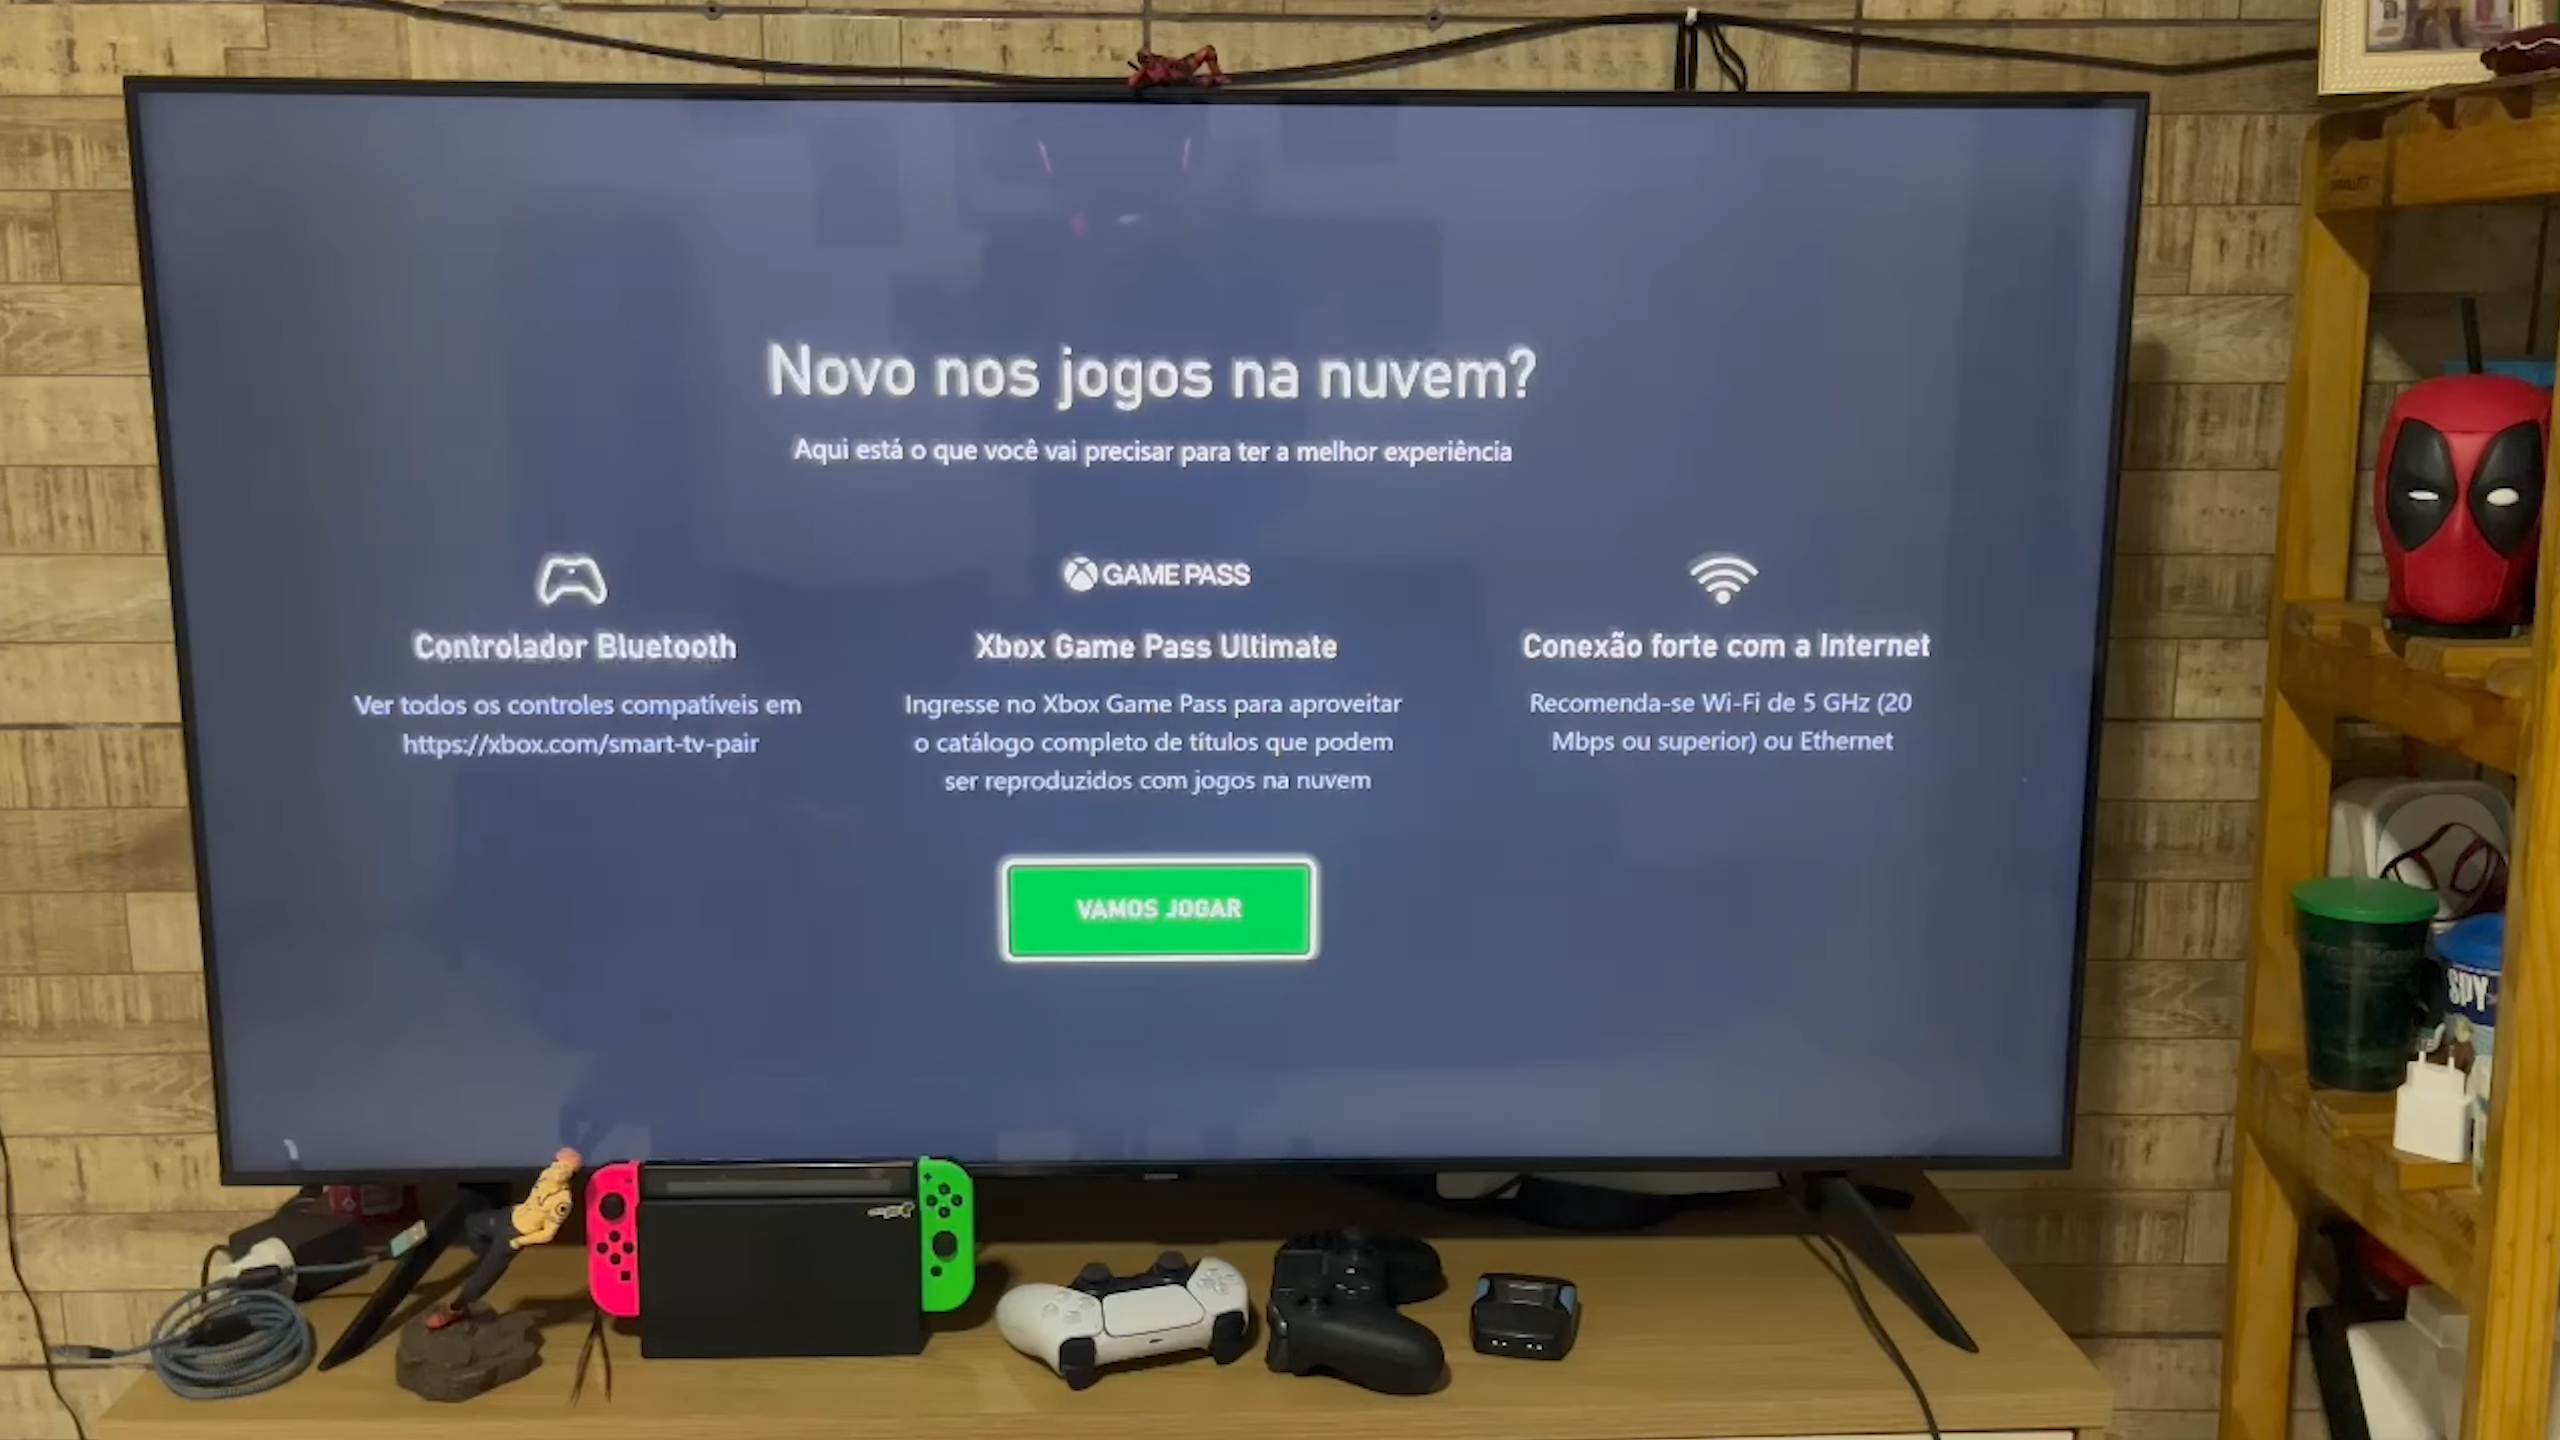 Novo nos jogos na nuvem?
Aqui está o que você vai precisar para ter a melhor experiência
Controlador Bluetooth
Ver todos os controles compatíveis em
https://xbox.com/smart-tv-pair
GAME PASS
Xbox Game Pass Ultimate
Ingresse no Xbox Game Pass para aproveitar
o catálogo completo de títulos que podem
ser reproduzidos com jogos na nuvem
Conexão forte com a Internet
Recomenda-se Wi-Fi de 5 GHz (20
Mbps ou superior) ou Ethernet
VAMOS JOGAR
SPY